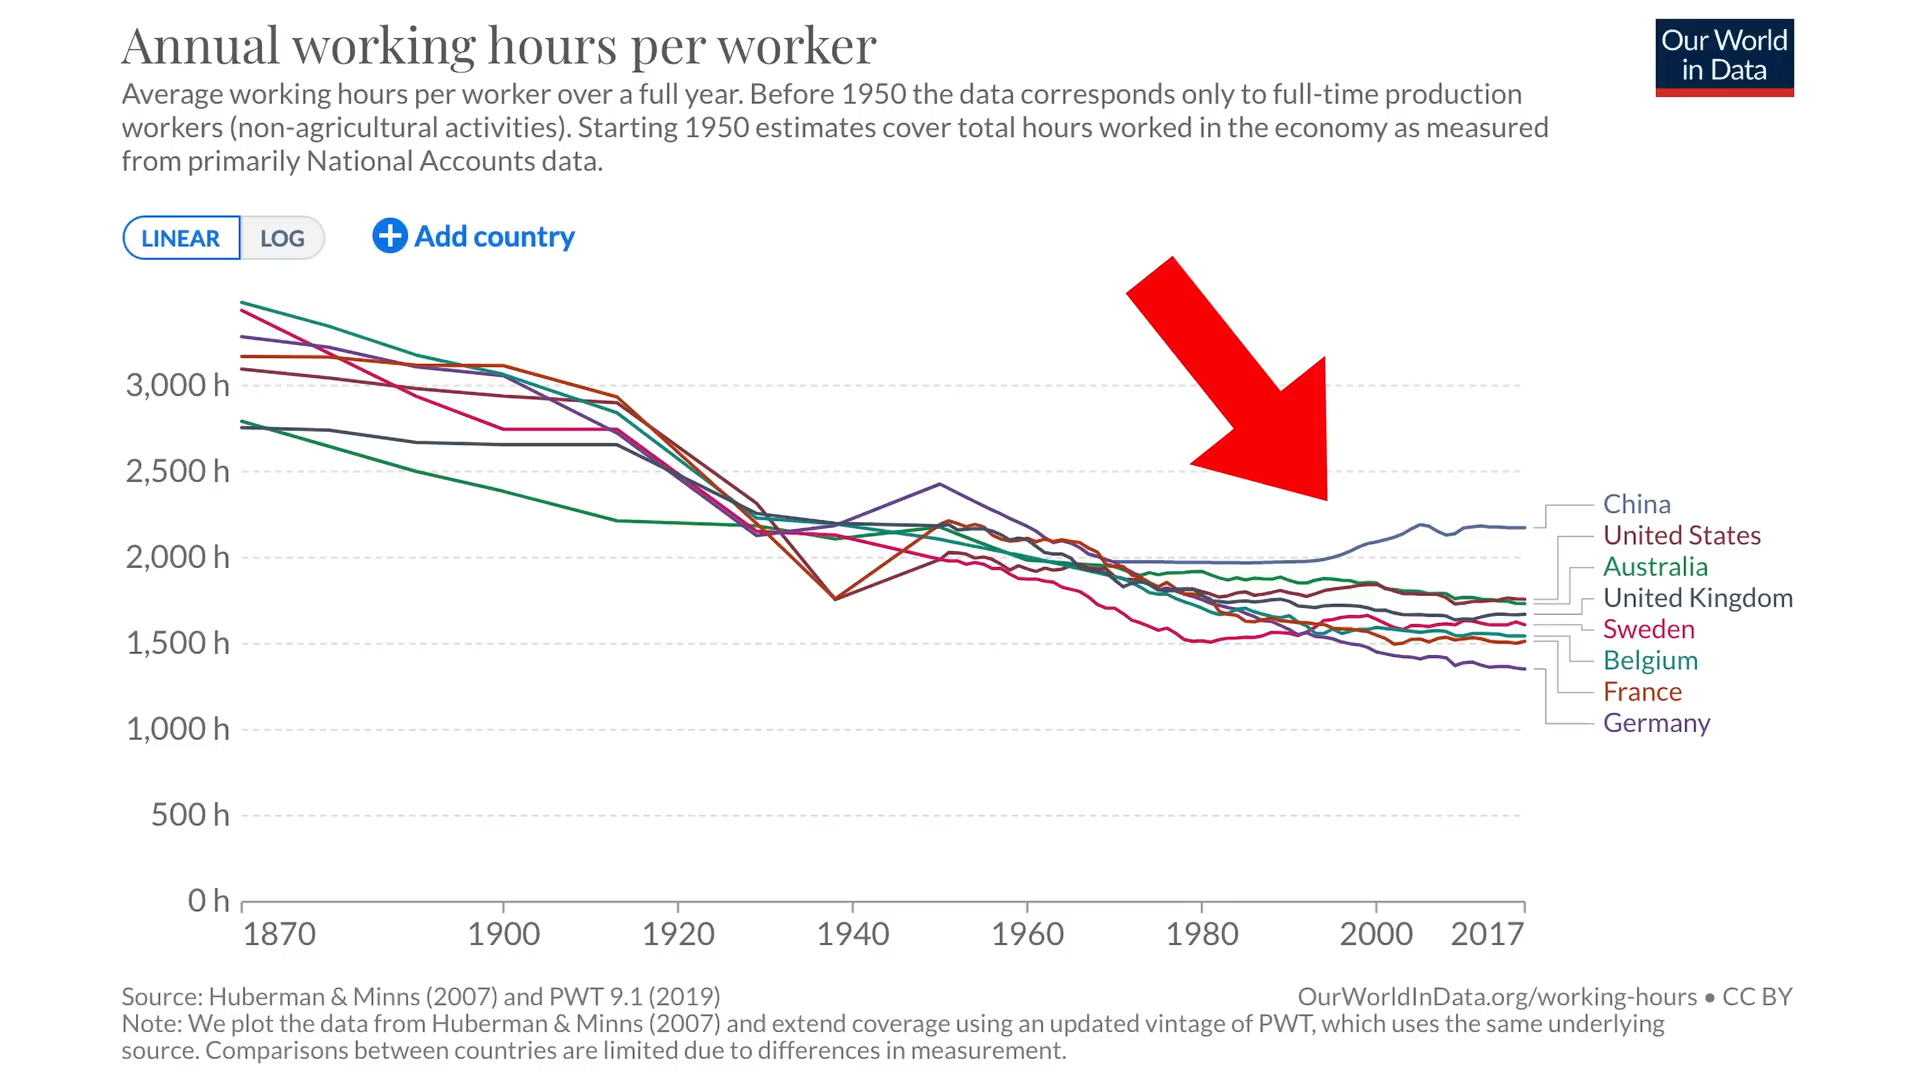 Annual working hours per worker
Our World
in Data
Average working hours per worker over a full year. Before 1950 the data corresponds only to full-time production
workers (non-agricultural activities). Starting 1950 estimates cover total hours worked in the economy as measured
from primarily National Accounts data.
LINEAR LOG
Add country
3,000 h
2,500 h
2,000 h
1,500 h
1,000 h
500 h
0 h
China
United States
Australia
United Kingdom
Sweden
Belgium
France
Germany
1870 1900 1920 1940 1960 1980 2000 2017
Source: Huberman & Minns (2007) and PWT 9.1 (2019)
OurWorldInData.org/working-hours • CC BY
Note: We plot the data from Huberman & Minns (2007) and extend coverage using an updated vintage of PWT, which uses the same underlying
source. Comparisons between countries are limited due to differences in measurement.